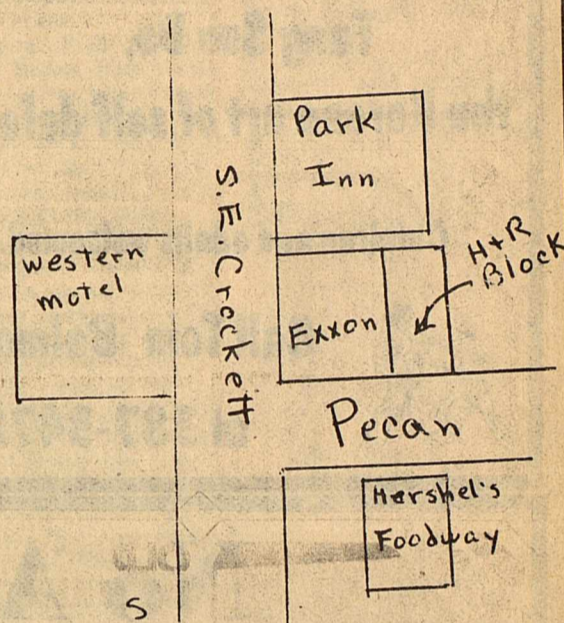 Park
Inn
S.E. Crockett
H+R
Block
western
motel
Exxon
Pecan
Hershel's
Foodway
S